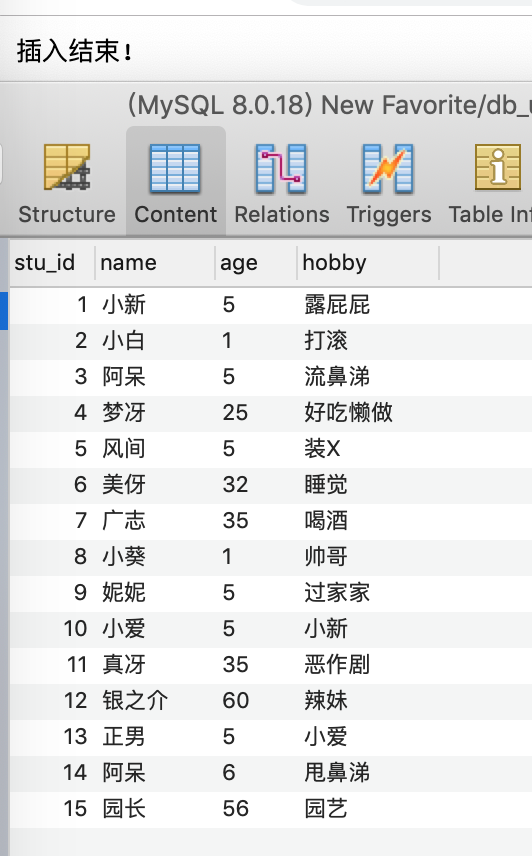 插入结束！
(MySQL 8.0.18) New Favorite/db_
Structure Content Relations Triggers Table Inf
stu_id name age hobby
1 小新 5 露屁屁
2 小白 1 打滚
3 阿呆 5 流鼻涕
4 梦冴 25 好吃懒做
5 风间 5 装X
6 美伢 32 睡觉
7 广志 35 喝酒
8 小葵 1 帅哥
9 妮妮 5 过家家
10 小爱 5 小新
11 真冴 35 恶作剧
12 银之介 60 辣妹
13 正男 5 小爱
14 阿呆 6 甩鼻涕
15 园长 56 园艺